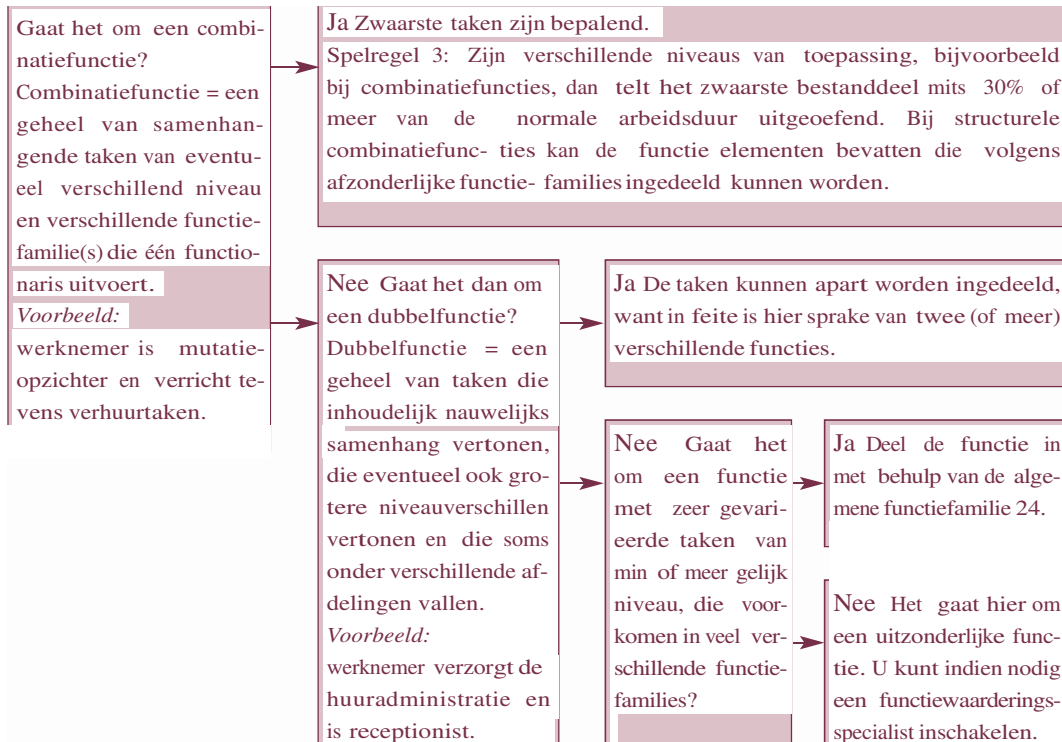 Gaat het om een combi-
natiefunctie?
Combinatiefunctie = een
geheel van samenhan-
gende taken van eventu-
eel verschillend niveau
en verschillende functie-
familie(s) die één functio-
naris uitvoert.
Voorbeeld:
werknemer is mutatie-
opzichter en verricht te-
vens verhuurtaken.
Ja Zwaarste taken zijn bepalend.
Spelregel 3: Zijn verschillende niveaus van toepassing, bijvoorbeeld
bij combinatiefuncties, dan telt het zwaarste bestanddeel mits 30% of
meer van de normale arbeidsduur uitgeoefend. Bij structurele
combinatiefunc- ties kan de functie elementen bevatten die volgens
afzonderlijke functie- families ingedeeld kunnen worden.
Nee Gaat het dan om
een dubbelfunctie?
Dubbelfunctie = een
geheel van taken die
inhoudelijk nauwelijks
samenhang vertonen,
die eventueel ook gro-
tere niveauverschillen
vertonen en die soms
onder verschillende af-
delingen vallen.
Voorbeeld:
werknemer verzorgt de
huuradministratie en
is receptionist.
Ja De taken kunnen apart worden ingedeeld,
want in feite is hier sprake van twee (of meer)
verschillende functies.
Nee Gaat het
om een functie
met zeer gevari-
eerde taken van
min of meer gelijk
niveau, die voor-
komen in veel ver-
schillende functie-
families?
Ja Deel de functie in
met behulp van de alge-
mene functiefamilie 24.
Nee Het gaat hier om
een uitzonderlijke func-
tie. U kunt indien nodig
een functiewaarderings-
specialist inschakelen.